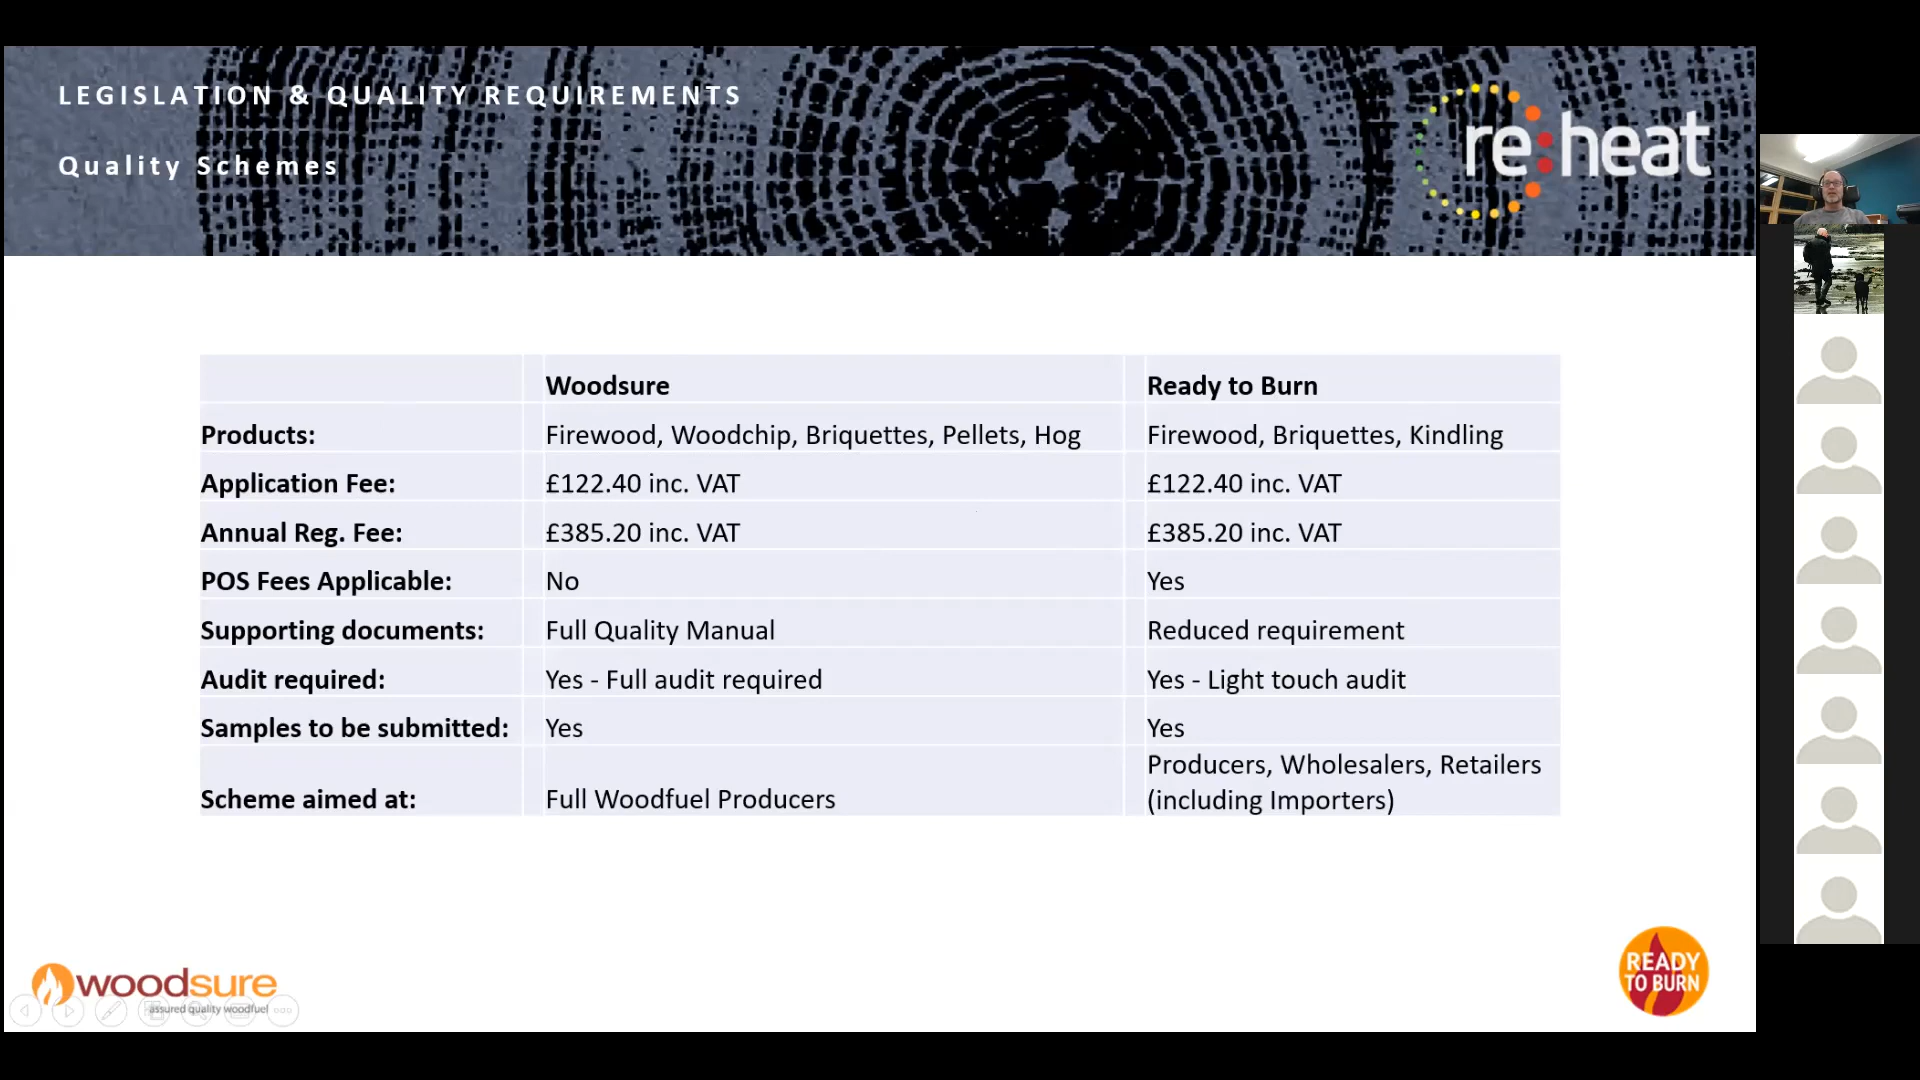 LEGISLATION & QUALITY REQUIREMENTS
Quality Schemes
re:heat
Woodsure Ready to Burn
Products: Firewood, Woodchip, Briquettes, Pellets, Hog Firewood, Briquettes, Kindling
Application Fee: £122.40 inc. VAT £122.40 inc. VAT
Annual Reg. Fee: £385.20 inc. VAT £385.20 inc. VAT
POS Fees Applicable: No Yes
Supporting documents: Full Quality Manual Reduced requirement
Audit required: Yes - Full audit required Yes - Light touch audit
Samples to be submitted: Yes Yes
Scheme aimed at: Full Woodfuel Producers Producers, Wholesalers, Retailers
(including Importers)
woodsure
assured quality woodfuel
READY
TO BURN